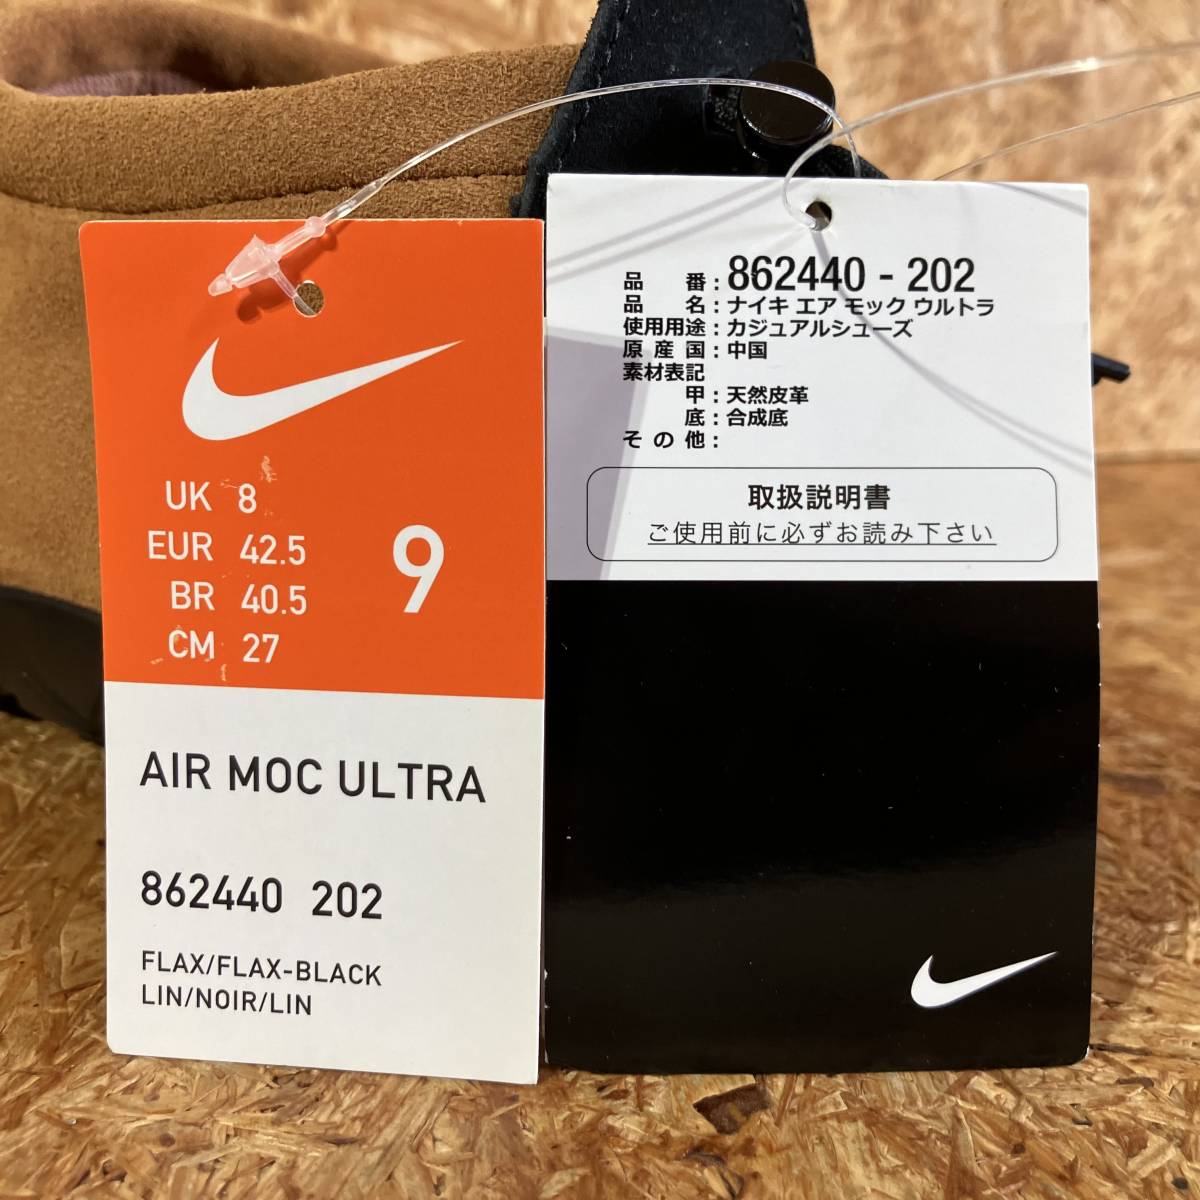 UK 8
EUR 42.5
BR 40.5
CM 27
9
AIR MOC ULTRA
862440 202
FLAX/FLAX-BLACK
LIN/NOIR/LIN
品番：862440 - 202
品名：ナイキ エア モック ウルトラ
使用用途：カジュアルシューズ
原産国：中国
素材表記
甲：天然皮革
底：合成底
その他：
取扱説明書
ご使用前に必ずお読み下さい